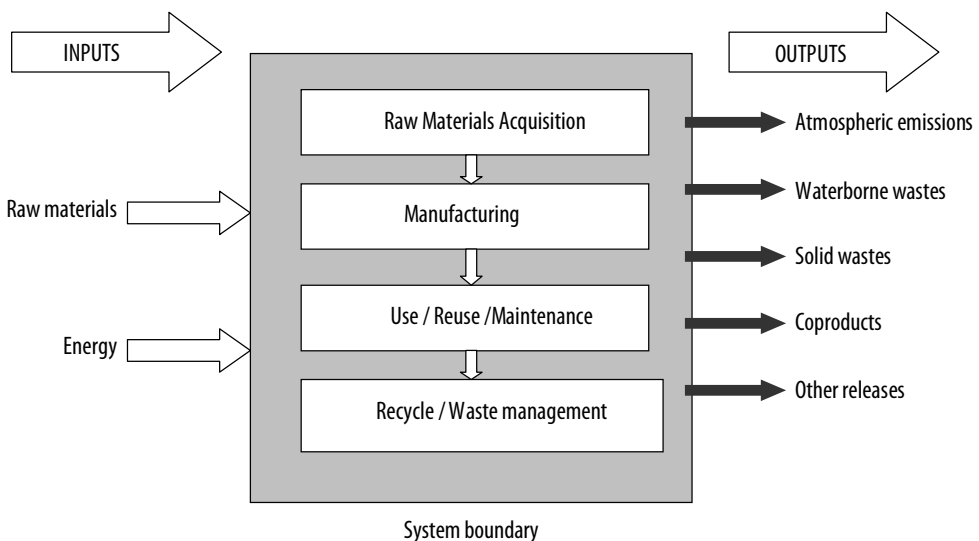 INPUTS
OUTPUTS
Raw Materials Acquisition
Atmospheric emissions
Waterborne wastes
Raw materials
Manufacturing
Solid wastes
Use / Reuse /Maintenance
Coproducts
Energy
Other releases
Recycle / Waste management
System boundary